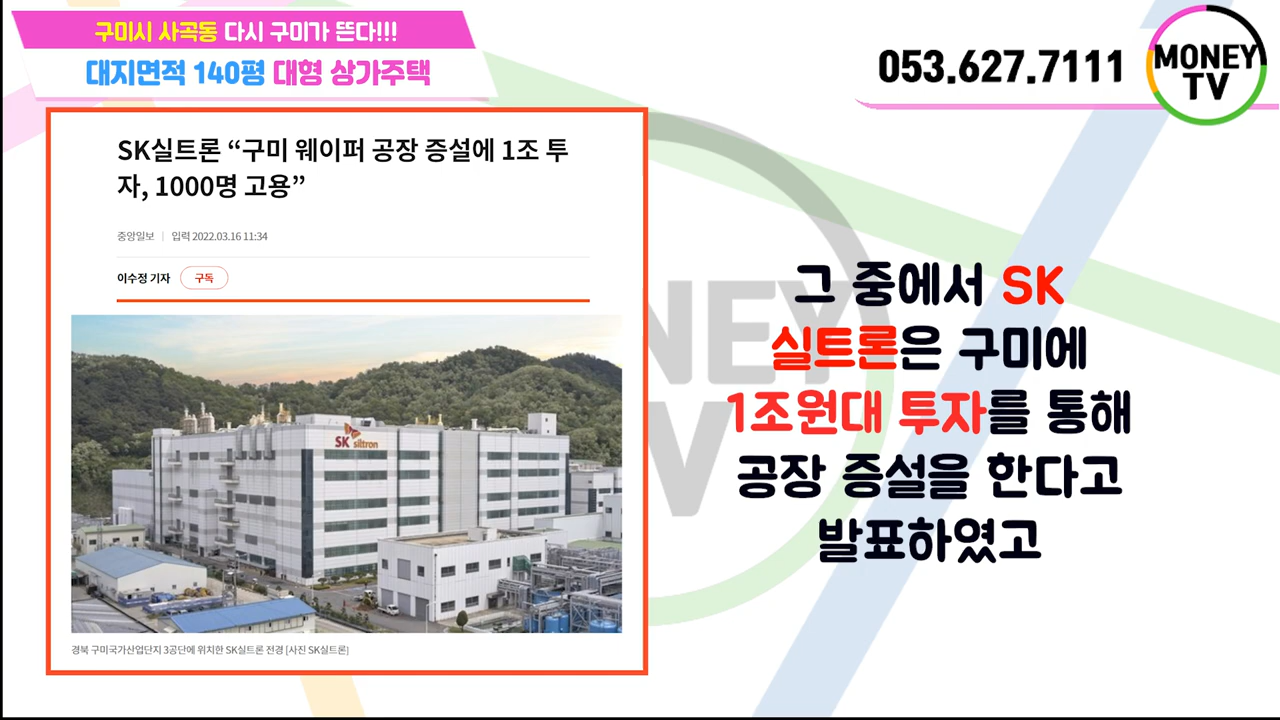 구미시 사곡동 다시 구미가 뜬다!!!
대지면적 140평 대형 상가주택
053.627.7111
MONEY
TV
SK실트론 “구미 웨이퍼 공장 증설에 1조 투
자, 1000명 고용”
중앙일보 | 입력 2022.03.16 11:34
이수정 기자 구독
SK siltron
경북 구미국가산업단지 3공단에 위치한 SK실트론 전경 [사진 SK실트론]
그 중에서 SK
실트론은 구미에
1조원대 투자를 통해
공장 증설을 한다고
발표하였고
NEY
V